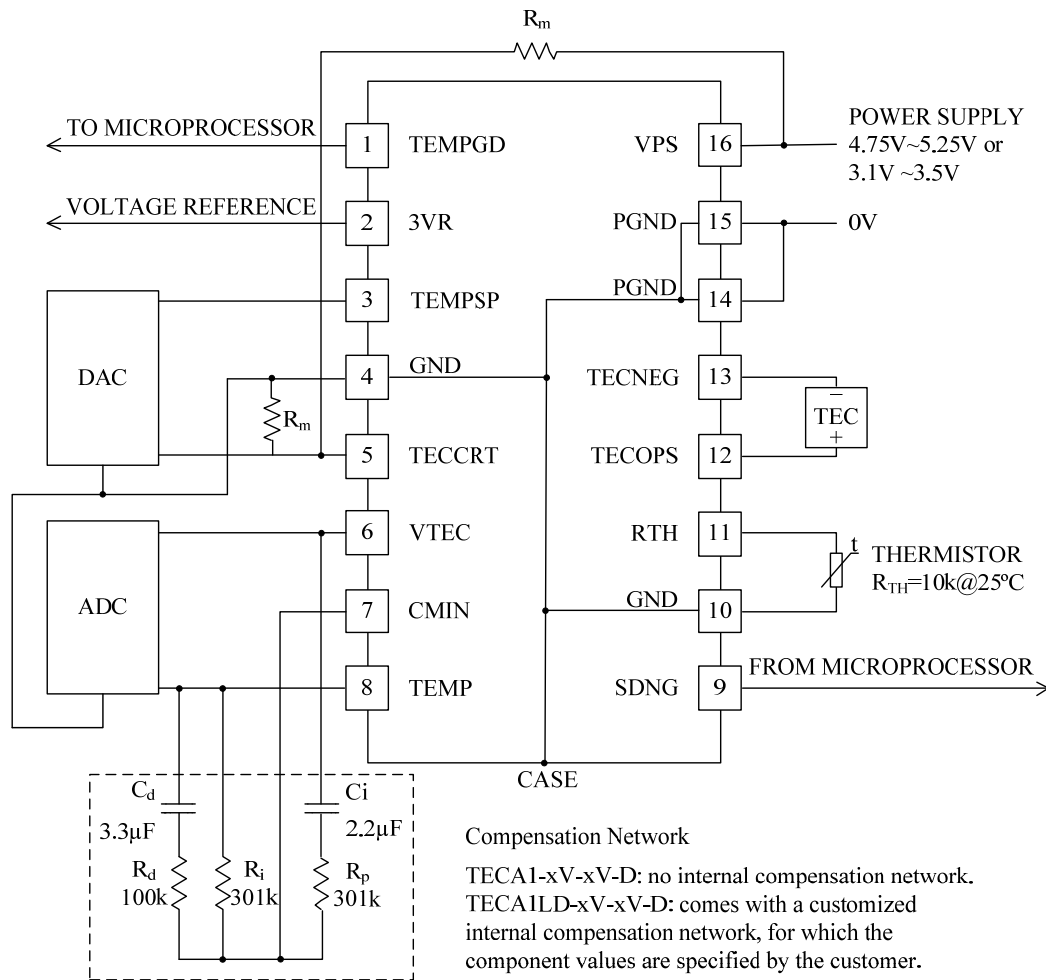 Rm
TO MICROPROCESSOR
1
TEMPGD
VPS
16
POWER SUPPLY
4.75V~5.25V or
3.1V ~3.5V
VOLTAGE REFERENCE
2
3VR
PGND
15
0V
3
TEMPSP
PGND
14
DAC
4
GND
TECNEG
13
−
TEC
+
Rm
5
TECCRT
TECOPS
12
6
VTEC
RTH
11
t
THERMISTOR
RTH=10k@25ºC
ADC
7
CMIN
GND
10
8
TEMP
SDNG
9
FROM MICROPROCESSOR
CASE
Cd
3.3µF
Ci
2.2µF
Rd
100k
Ri
301k
Rp
301k
Compensation Network
TECA1-xV-xV-D: no internal compensation network.
TECA1LD-xV-xV-D: comes with a customized
internal compensation network, for which the
component values are specified by the customer.